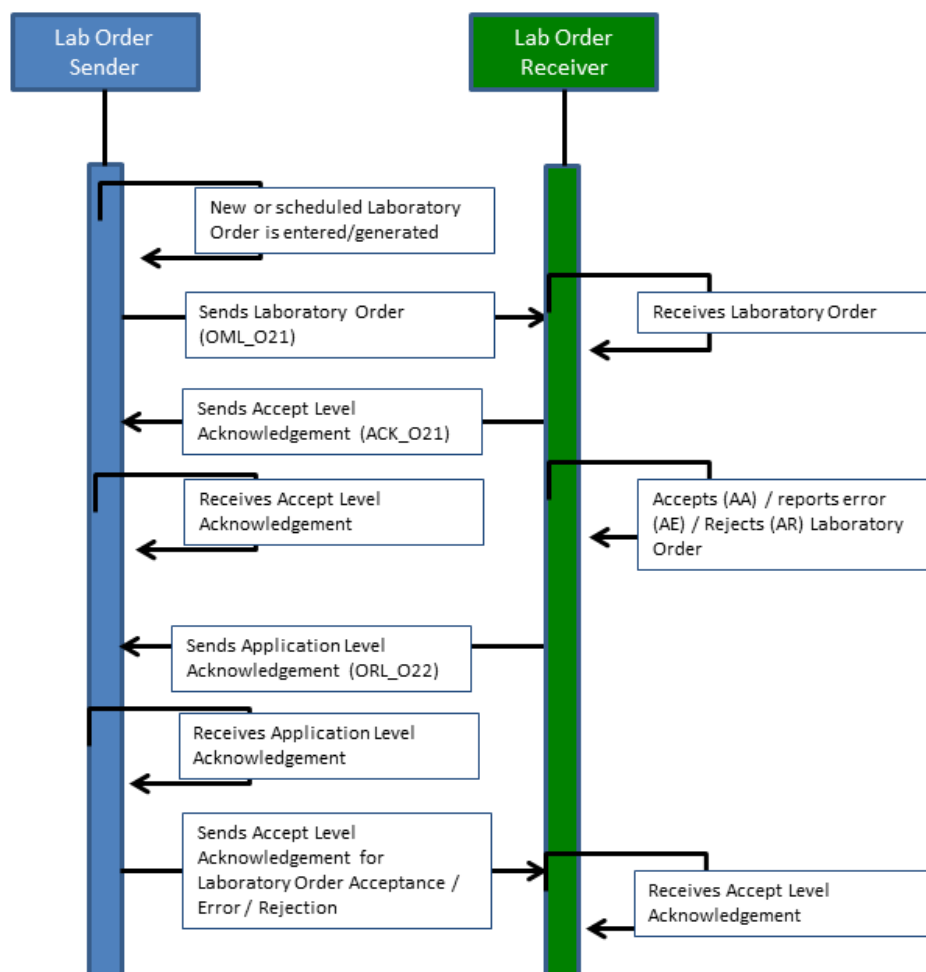 Lab Order
Sender
Lab Order
Receiver
New or scheduled Laboratory
Order is entered/generated
Sends Laboratory Order
(OML_O21)
Receives Laboratory Order
Sends Accept Level
Acknowledgement (ACK_O21)
Receives Accept Level
Acknowledgement
Accepts (AA) / reports error
(AE) / Rejects (AR) Laboratory
Order
Sends Application Level
Acknowledgement (ORL_O22)
Receives Application Level
Acknowledgement
Sends Accept Level
Acknowledgement for
Laboratory Order Acceptance /
Error / Rejection
Receives Accept Level
Acknowledgement